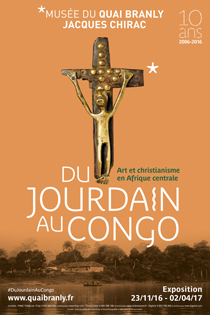 *MUSÉE DU QUAI BRANLY
JACQUES CHIRAC
10
ans
2006-2016
*
Art et christianisme
en Afrique centrale
DU
JOURDAIN
AU CONGO
#DuJourdainAuCongo
www.quaibranly.fr
Exposition
23/11/16 - 02/04/17